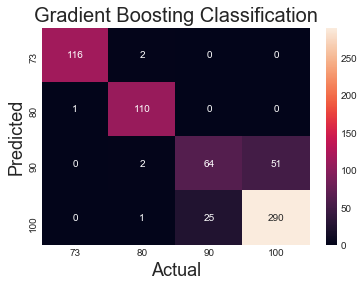 Gradient Boosting Classification
Predicted
73 116 2 0 0
80 1 110 0 0
90 0 2 64 51
100 0 1 25 290
73 80 90 100
Actual
250
200
150
100
50
0